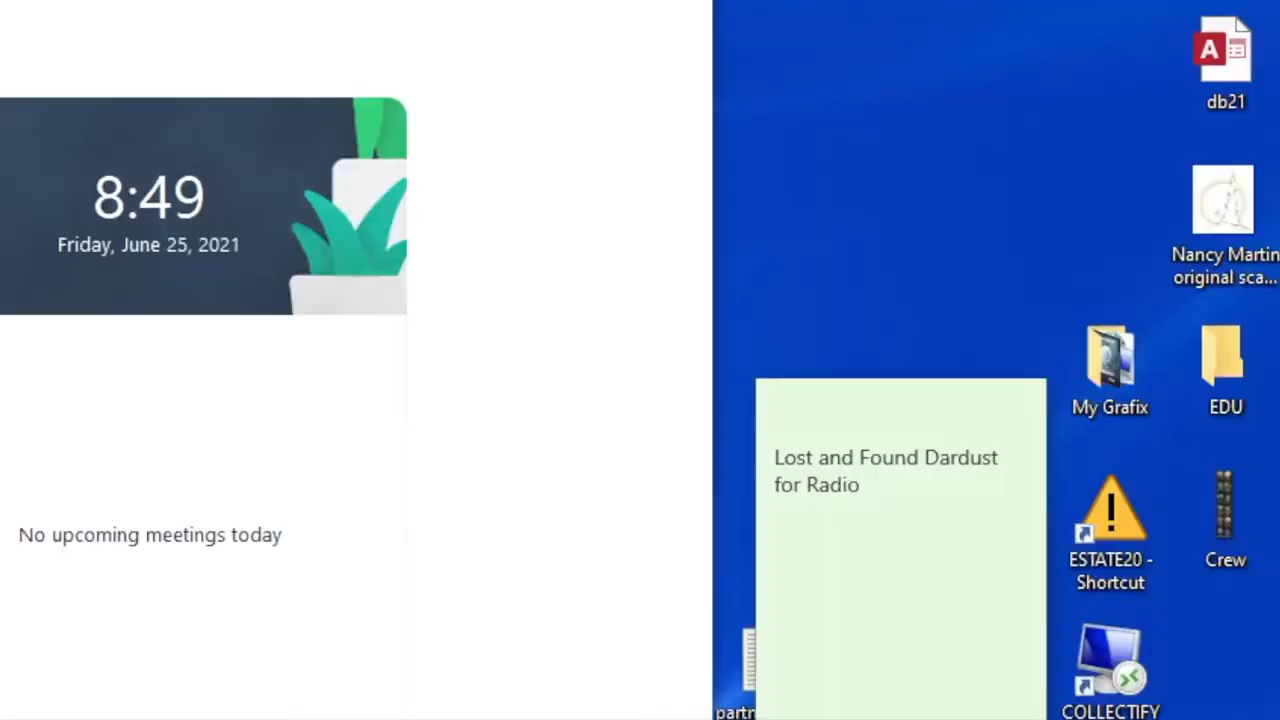 8:49
Friday, June 25, 2021
No upcoming meetings today
Lost and Found Dardust
for Radio
A
db21
Nancy Martin
original sca...
My Grafix
EDU
ESTATE20 -
Shortcut
Crew
partn
COLLECTIFY